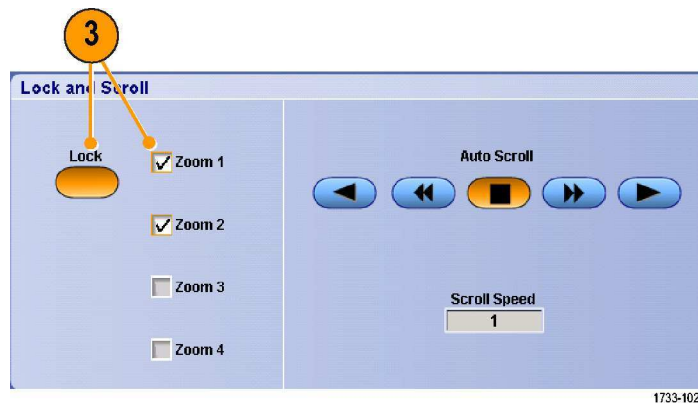 3
Lock and Scroll
Lock
Zoom 1
Zoom 2
Zoom 3
Zoom 4
Auto Scroll
Scroll Speed
1
1733-102